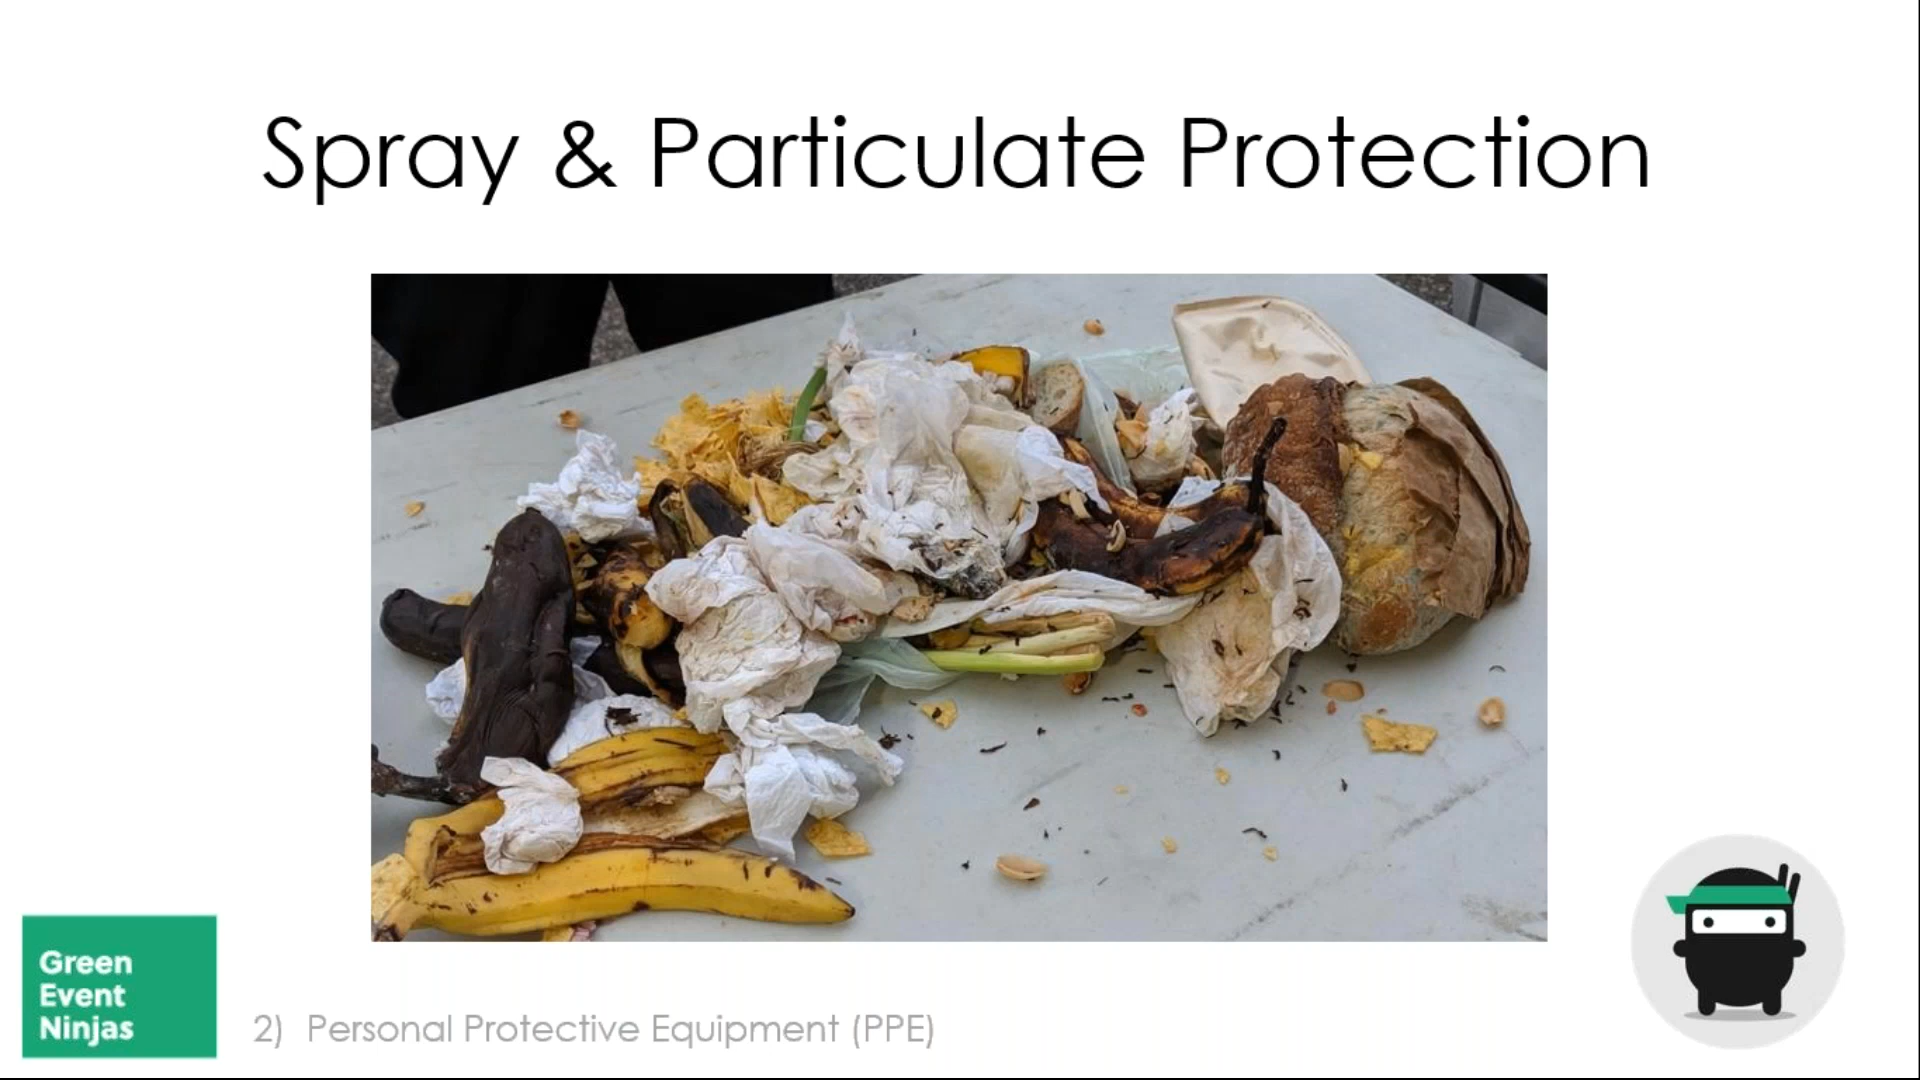 Spray & Particulate Protection
Green
Event
Ninjas
2) Personal Protective Equipment (PPE)